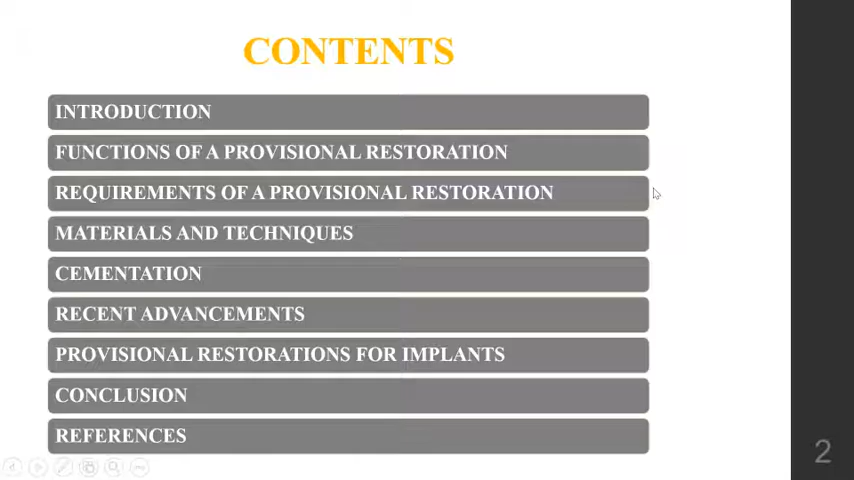 CONTENTS
INTRODUCTION
FUNCTIONS OF A PROVISIONAL RESTORATION
REQUIREMENTS OF A PROVISIONAL RESTORATION
MATERIALS AND TECHNIQUES
CEMENTATION
RECENT ADVANCEMENTS
PROVISIONAL RESTORATIONS FOR IMPLANTS
CONCLUSION
REFERENCES
2